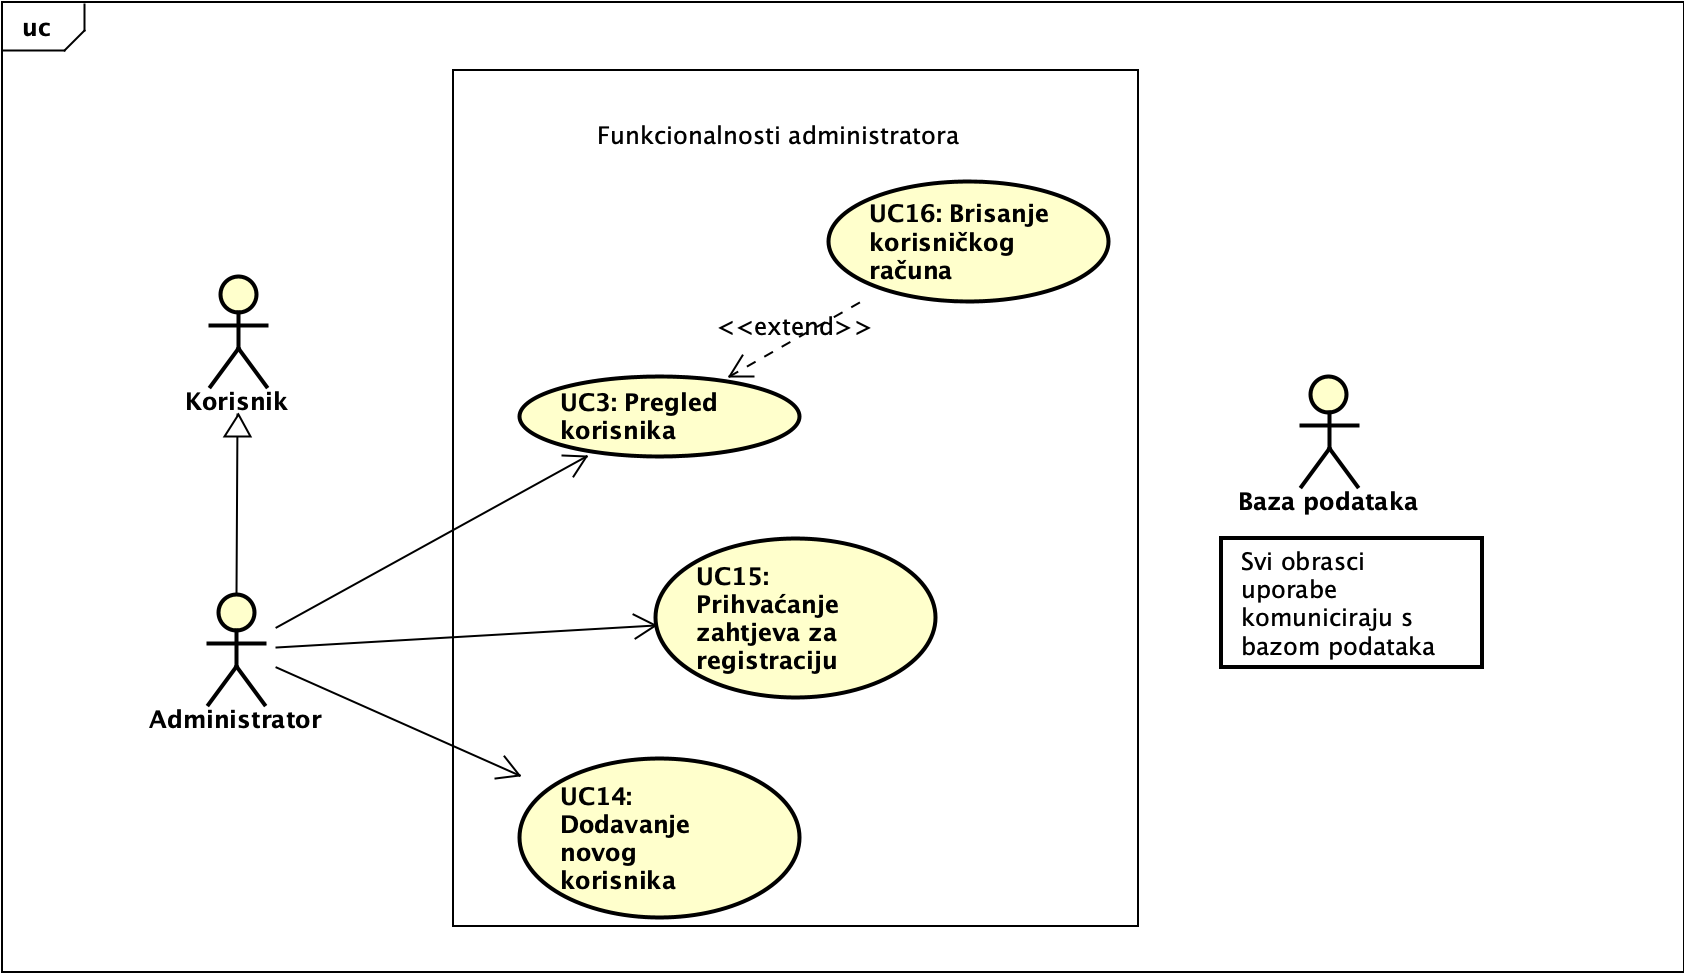 uc
Funkcionalnosti administratora
UC16: Brisanje
korisničkog
računa
<<extend>>
Korisnik
UC3: Pregled
korisnika
Baza podataka
Svi obrasci
uporabe
komuniciraju s
bazom podataka
UC15:
Prihvaćanje
zahtjeva za
registraciju
Administrator
UC14:
Dodavanje
novog
korisnika